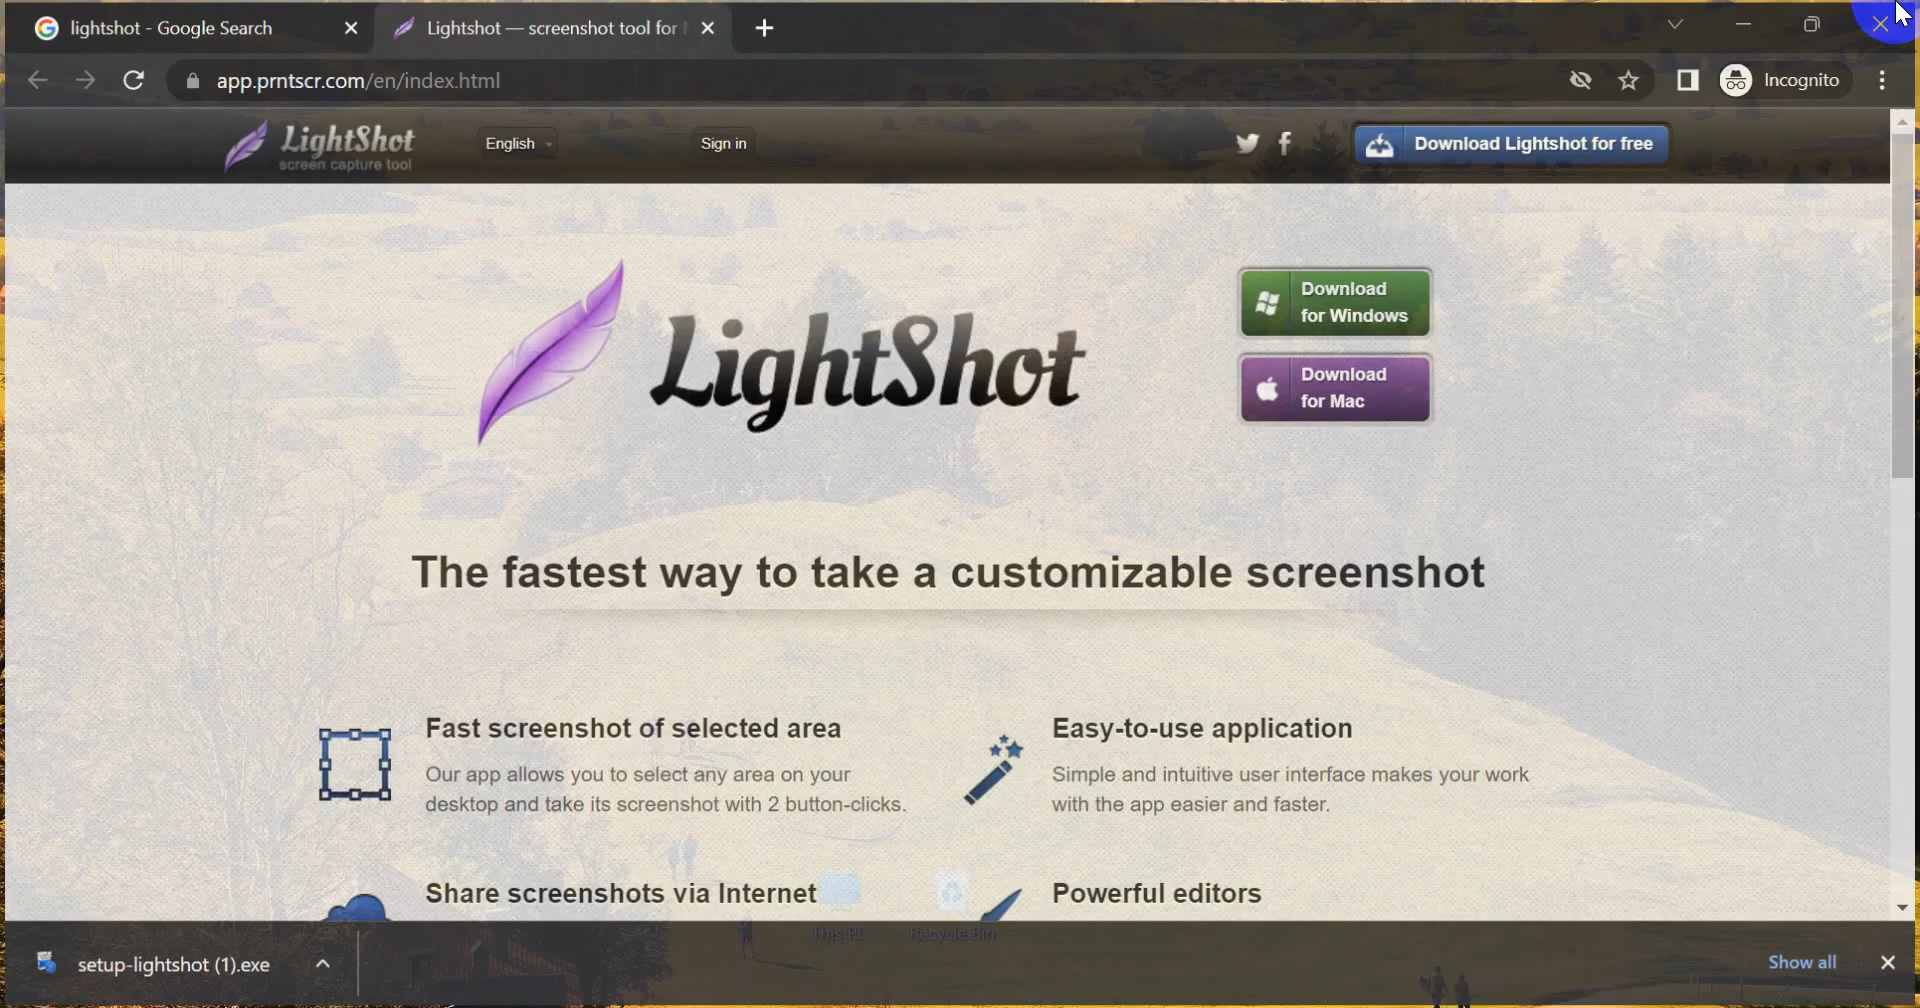 lightshot - Google Search
Lightshot — screenshot tool for
app.prntscr.com/en/index.html
Incognito
LightShot
screen capture tool
English
Sign in
Download Lightshot for free
LightShot
Download
for Windows
Download
for Mac
The fastest way to take a customizable screenshot
Fast screenshot of selected area
Our app allows you to select any area on your
desktop and take its screenshot with 2 button-clicks.
Easy-to-use application
Simple and intuitive user interface makes your work
with the app easier and faster.
Share screenshots via Internet
Powerful editors
This PC
Recycle Bin
setup-lightshot (1).exe
Show all